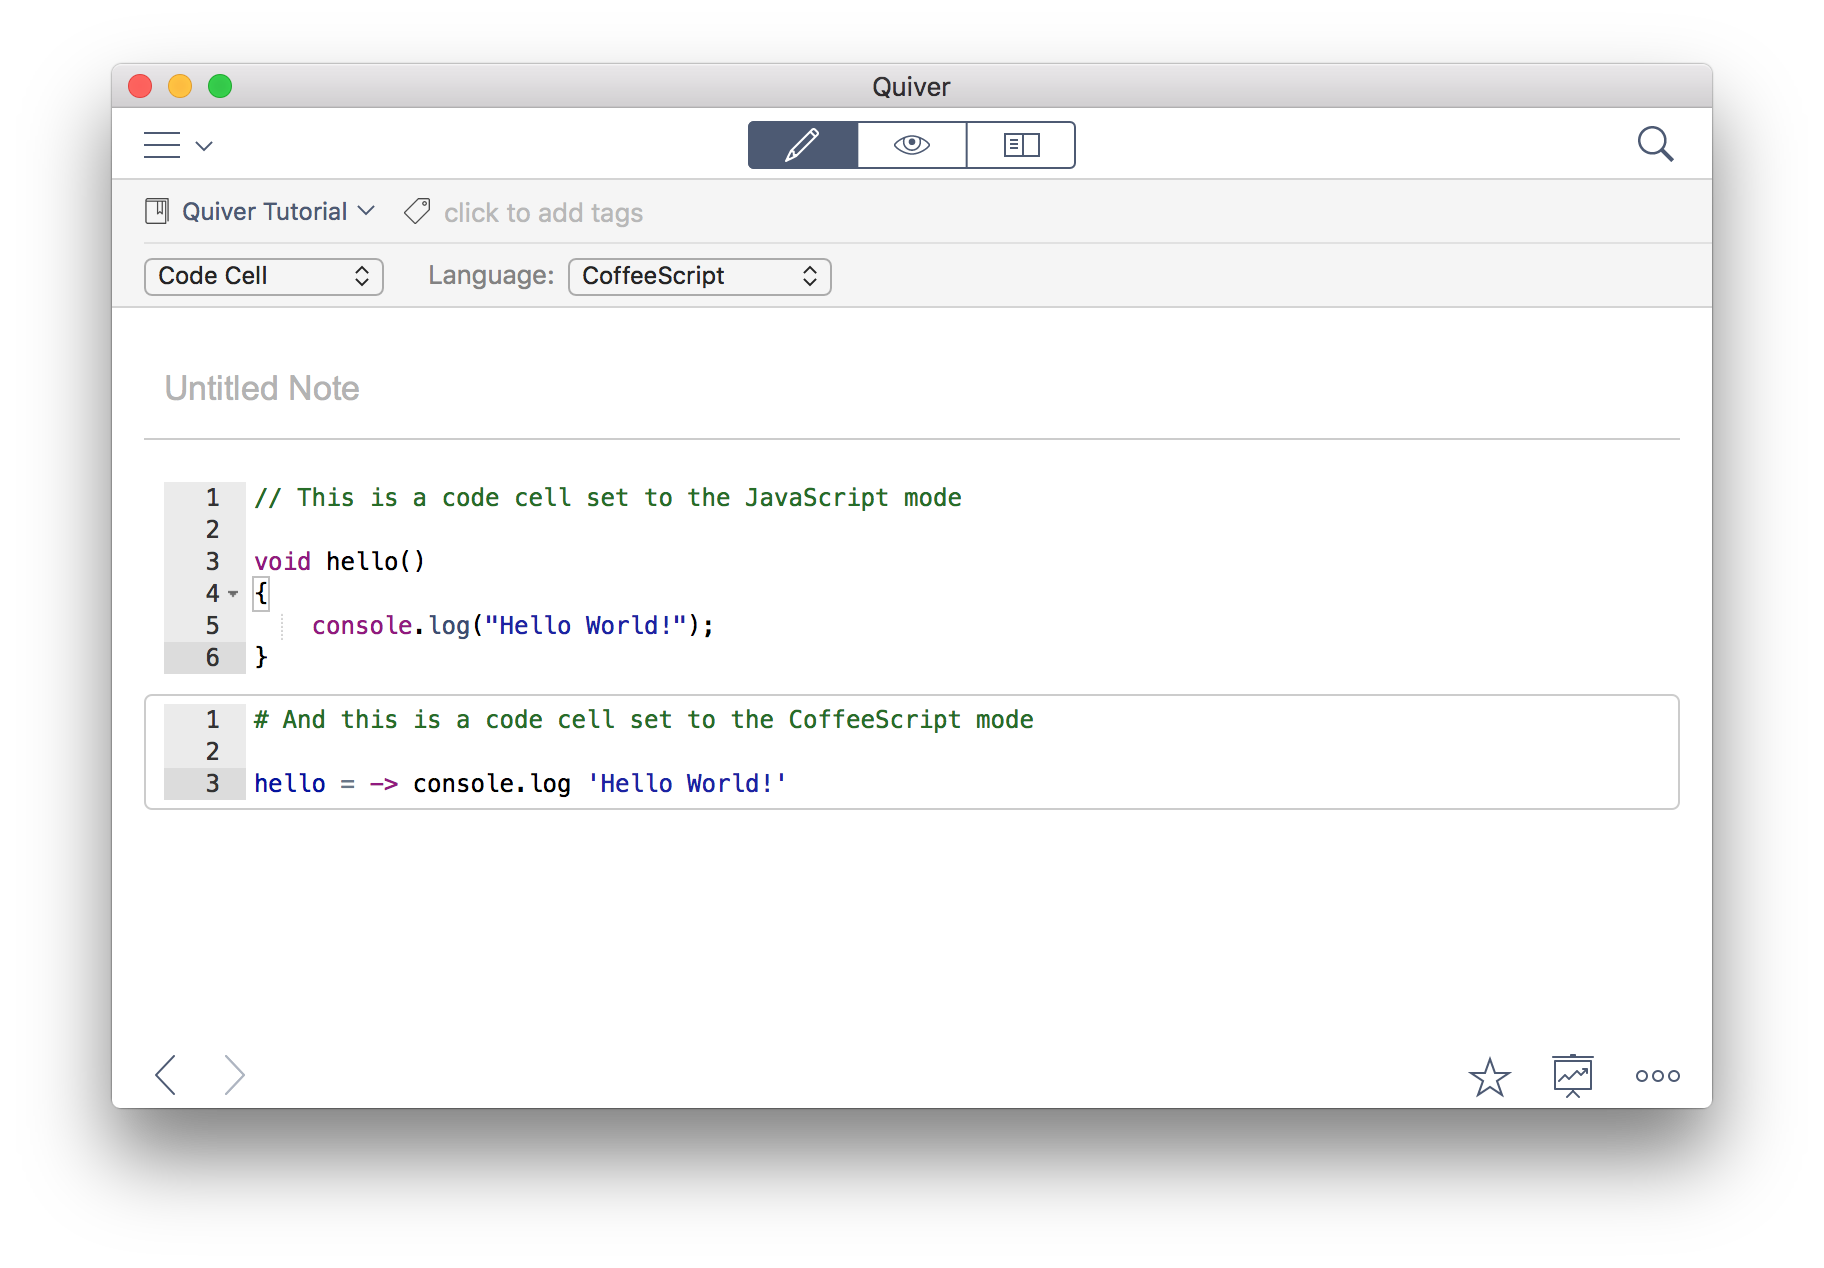 Quiver
Quiver Tutorial click to add tags
Code Cell Language: CoffeeScript
Untitled Note
1 // This is a code cell set to the JavaScript mode
2
3 void hello()
4 {
5     console.log("Hello World!");
6 }
1 # And this is a code cell set to the CoffeeScript mode
2
3 hello = -> console.log 'Hello World!'